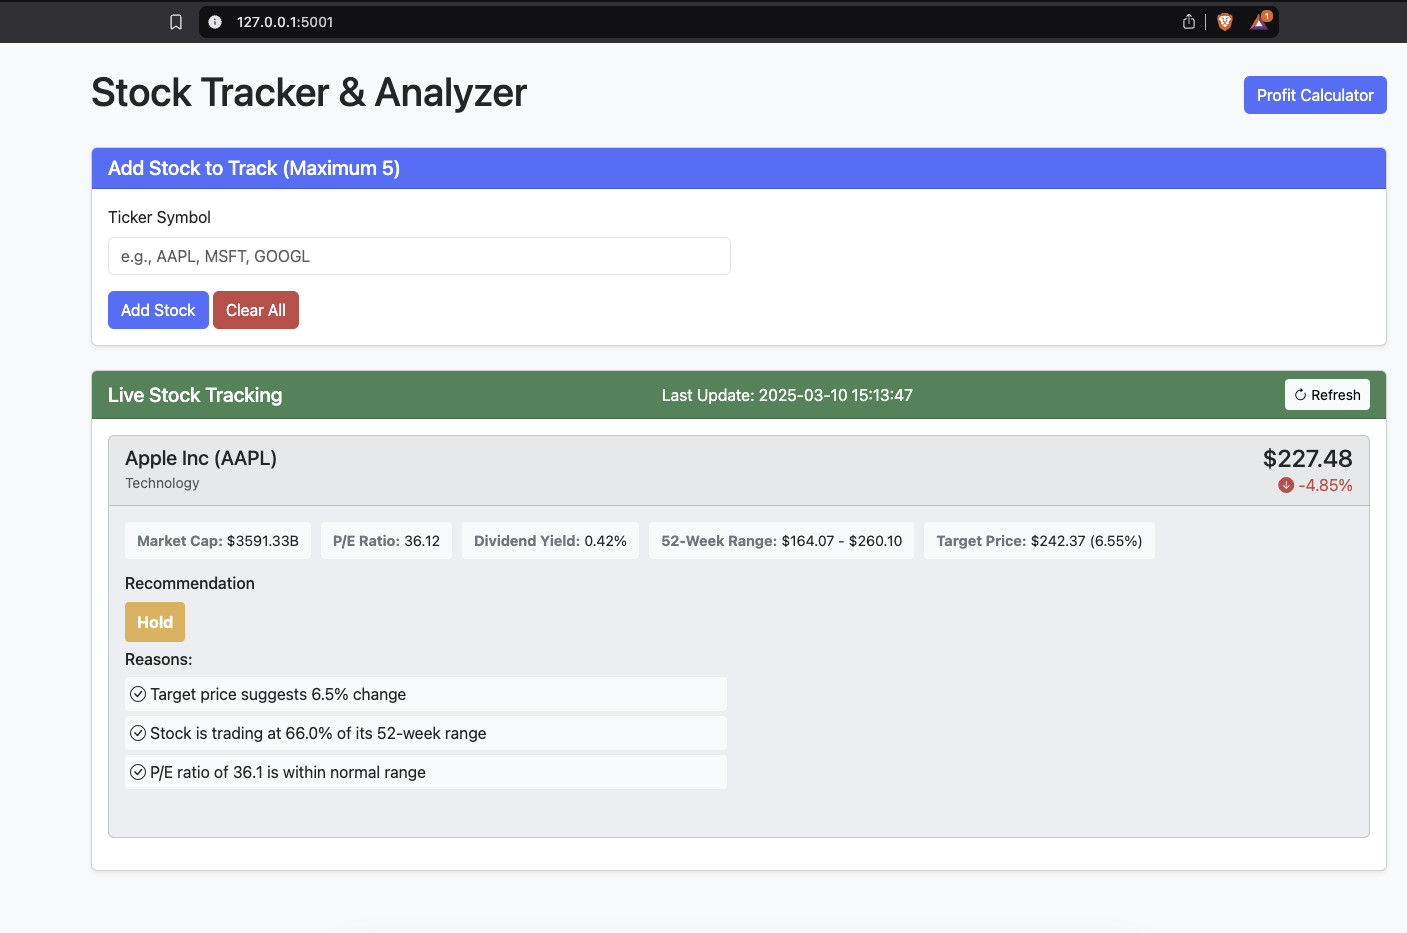 127.0.0.1:5001
1
Stock Tracker & Analyzer
Profit Calculator
Add Stock to Track (Maximum 5)
Ticker Symbol
e.g., AAPL, MSFT, GOOGL
Add Stock Clear All
Live Stock Tracking Last Update: 2025-03-10 15:13:47 Refresh
Apple Inc (AAPL) $227.48
Technology -4.85%
Market Cap: $3591.33B P/E Ratio: 36.12 Dividend Yield: 0.42% 52-Week Range: $164.07 - $260.10 Target Price: $242.37 (6.55%)
Recommendation
Hold
Reasons:
Target price suggests 6.5% change
Stock is trading at 66.0% of its 52-week range
P/E ratio of 36.1 is within normal range